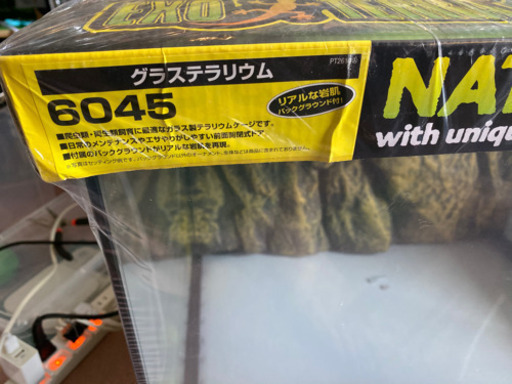 EXO
PT2610
グラステラリウム
6045
リアルな岩肌
バックグラウンド付!
■爬虫類・両生類飼育に最適なガラス製テラリウムケージです。
■日常のメンテナンスやエサやりがしやすい前面両開き式ドア
■付属のバックグラウンドがリアルな岩肌を再現。
NAT
with uniqu